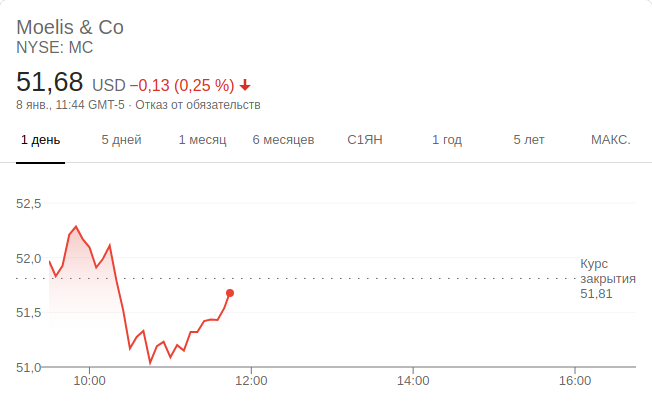 Moelis & Co
NYSE: MC
51,68 USD −0,13 (0,25 %)
8 янв., 11:44 GMT-5 · Отказ от обязательств
1 день 5 дней 1 месяц 6 месяцев С1ЯН 1 год 5 лет МАКС.
52,5
52,0
51,5
51,0
Курс
закрытия
51,81
10:00 12:00 14:00 16:00